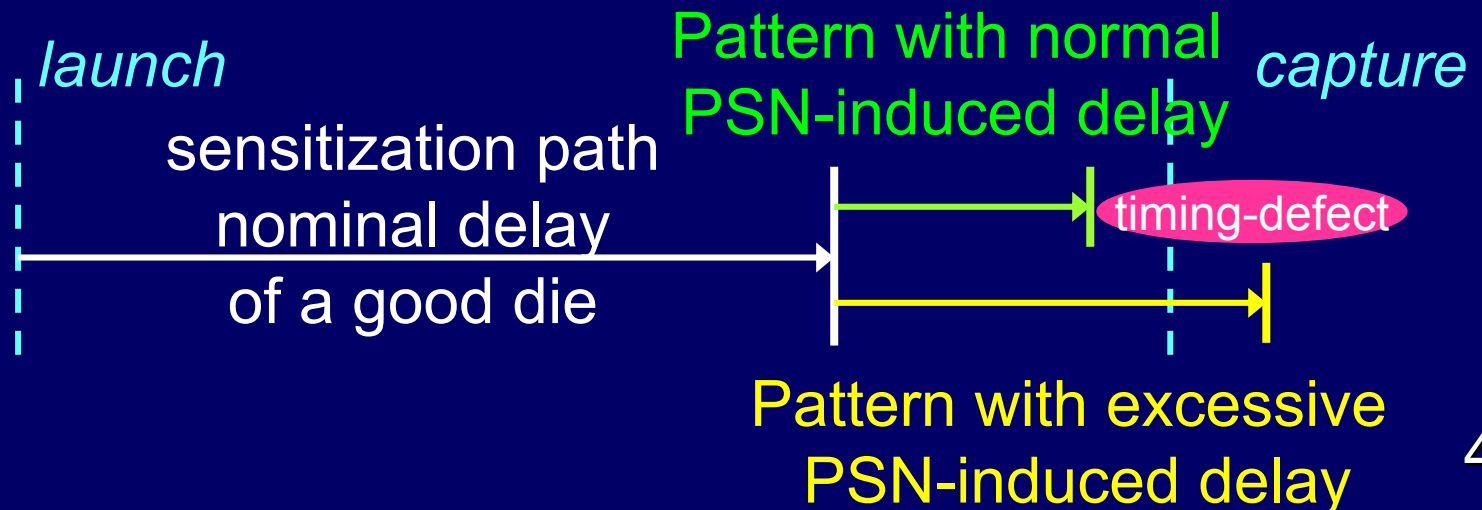 launch
Pattern with normal
PSN-induced delay
capture
sensitization path
nominal delay
of a good die
timing-defect
Pattern with excessive
PSN-induced delay